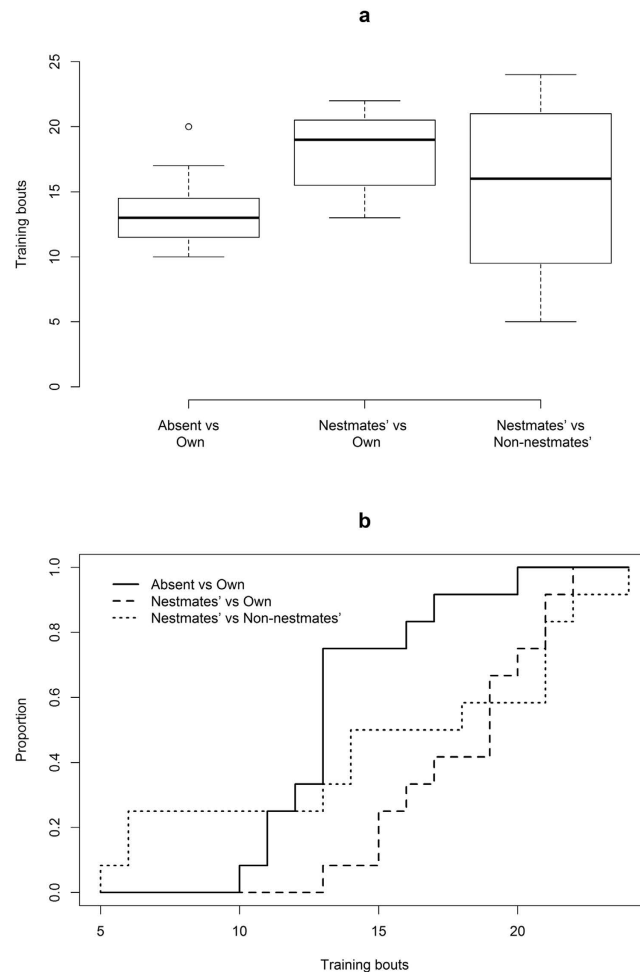 a
25
20
15
10
5
0
Training bouts
Absent vs
Own
Nestmates’ vs
Own
Nestmates’ vs
Non-nestmates’
b
1.0
0.8
0.6
0.4
0.2
0.0
Proportion
Absent vs Own
Nestmates’ vs Own
Nestmates’ vs Non-nestmates’
5
10
15
20
Training bouts